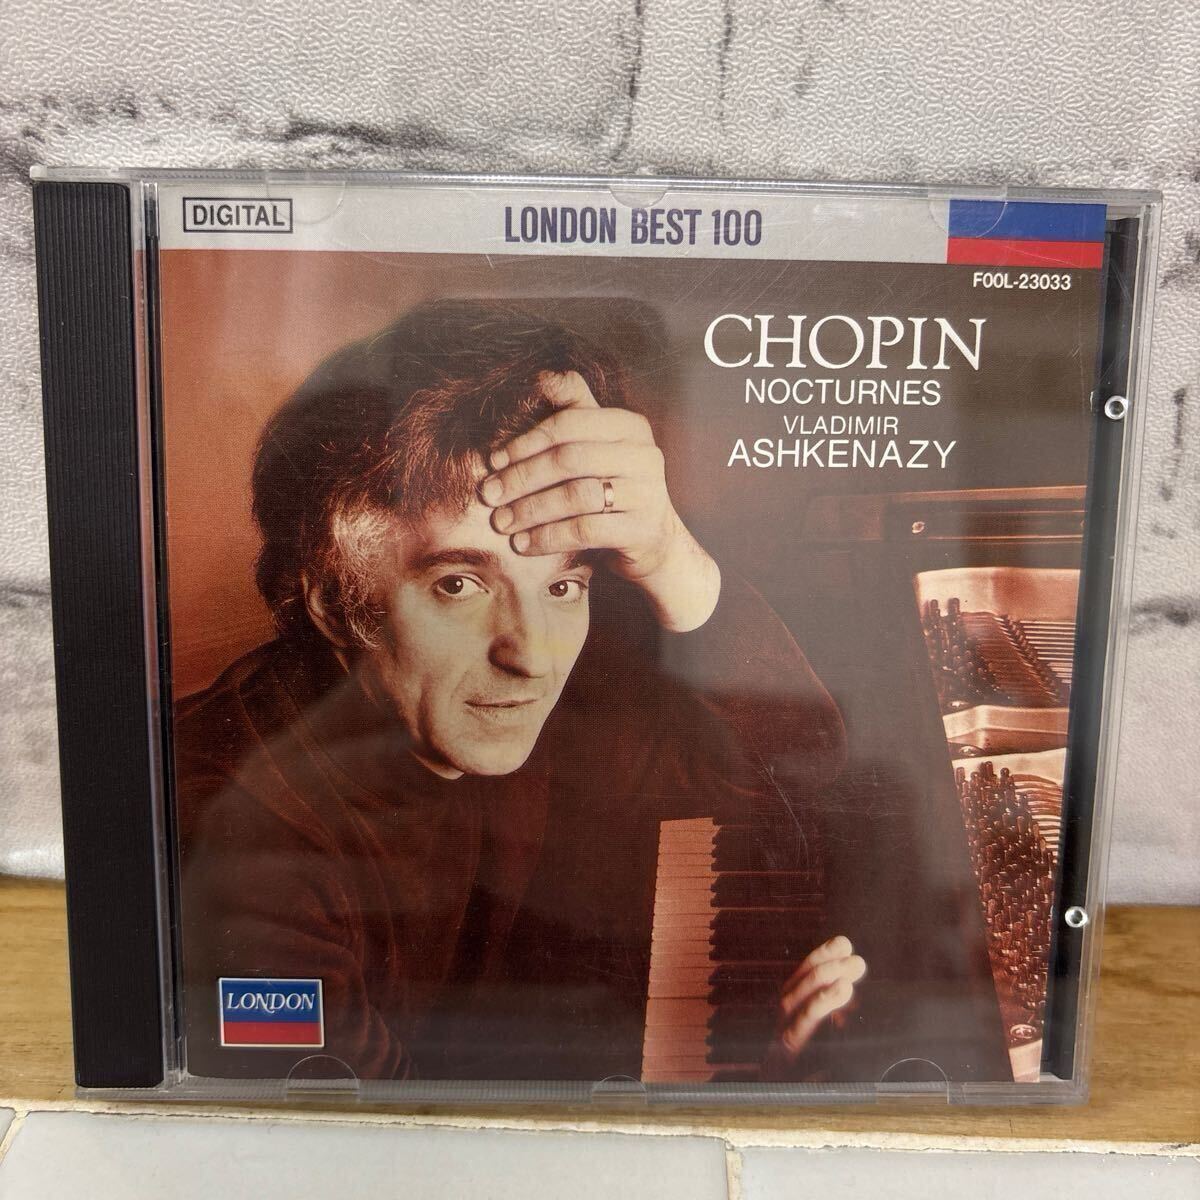 DIGITAL
LONDON BEST 100
F00L-23033
CHOPIN
NOCTURNES
VLADIMIR
ASHKENAZY
LONDON